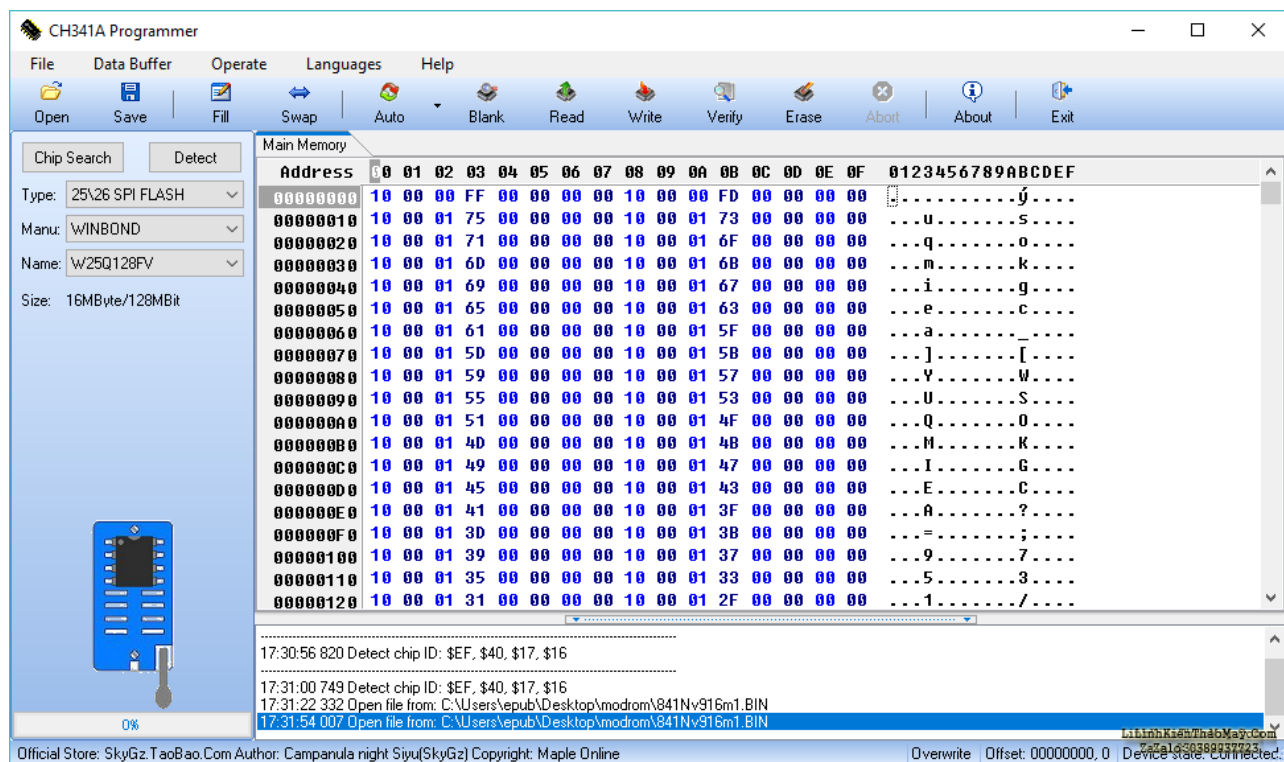 CH341A Programmer
File Data Buffer Operate Languages Help
Open Save Fill Swap Auto Blank Read Write Verify Erase Abort About Exit
Chip Search Detect
Type: 25\26 SPI FLASH
Manu: WINBOND
Name: W25Q128FV
Size: 16MByte/128MBit
0%
Main Memory
Address 00 01 02 03 04 05 06 07 08 09 0A 0B 0C 0D 0E 0F 0123456789ABCDEF
00000000 10 00 00 FF 00 00 00 00 10 00 00 FD 00 00 00 00 ...........ý....
00000010 10 00 01 75 00 00 00 00 10 00 01 73 00 00 00 00 ...u.......s....
00000020 10 00 01 71 00 00 00 00 10 00 01 6F 00 00 00 00 ...q.......o....
00000030 10 00 01 6D 00 00 00 00 10 00 01 6B 00 00 00 00 ...m.......k....
00000040 10 00 01 69 00 00 00 00 10 00 01 67 00 00 00 00 ...i.......g....
00000050 10 00 01 65 00 00 00 00 10 00 01 63 00 00 00 00 ...e.......c....
00000060 10 00 01 61 00 00 00 00 10 00 01 5F 00 00 00 00 ...a......._....
00000070 10 00 01 5D 00 00 00 00 10 00 01 5B 00 00 00 00 ...].......[....
00000080 10 00 01 59 00 00 00 00 10 00 01 57 00 00 00 00 ...Y.......W....
00000090 10 00 01 55 00 00 00 00 10 00 01 53 00 00 00 00 ...U.......S....
000000A0 10 00 01 51 00 00 00 00 10 00 01 4F 00 00 00 00 ...Q.......O....
000000B0 10 00 01 4D 00 00 00 00 10 00 01 4B 00 00 00 00 ...M.......K....
000000C0 10 00 01 49 00 00 00 00 10 00 01 47 00 00 00 00 ...I.......G....
000000D0 10 00 01 45 00 00 00 00 10 00 01 43 00 00 00 00 ...E.......C....
000000E0 10 00 01 41 00 00 00 00 10 00 01 3F 00 00 00 00 ...A.......?....
000000F0 10 00 01 3D 00 00 00 00 10 00 01 3B 00 00 00 00 ...=.......;....
00000100 10 00 01 39 00 00 00 00 10 00 01 37 00 00 00 00 ...9.......7....
00000110 10 00 01 35 00 00 00 00 10 00 01 33 00 00 00 00 ...5.......3....
00000120 10 00 01 31 00 00 00 00 10 00 01 2F 00 00 00 00 ...1......./....
17:30:56 820 Detect chip ID: $EF, $40, $17, $16
17:31:00 749 Detect chip ID: $EF, $40, $17, $16
17:31:22 332 Open file from: C:\Users\epub\Desktop\modrom\841Nv916m1.BIN
17:31:54 007 Open file from: C:\Users\epub\Desktop\modrom\841Nv916m1.BIN
LiLinhKienTheoMay.Com
ZaZalo:0389937723
Official Store: SkyGz.TaoBao.Com Author: Campanula night Siyu(SkyGz) Copyright: Maple Online Overwrite Offset: 00000000, 0 Device state: Connected.